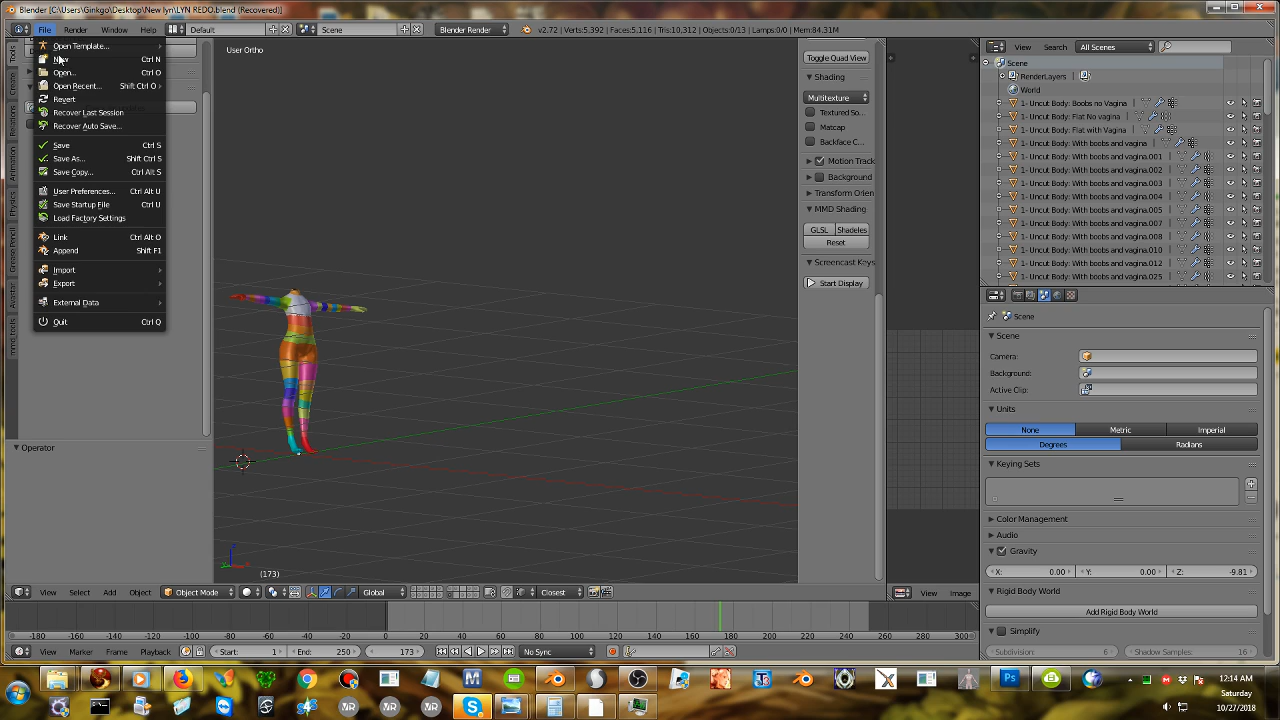 Blender [C:\Users\Ginkgo\Desktop\New lyn\LYN REDO.blend (Recovered)]
File Render Window Help Default Scene Blender Render v2.72 | Verts:5,392 | Faces:5,116 | Tris:10,312 | Objects:0/13 | Lamps:0/0 | Mem:84.31M
Open Template...
New Ctrl N
Open... Ctrl O
Open Recent... Shift Ctrl O
Revert
Recover Last Session
Recover Auto Save...
Save Ctrl S
Save As... Shift Ctrl S
Save Copy... Ctrl Alt S
User Preferences... Ctrl Alt U
Save Startup File Ctrl U
Load Factory Settings
Link Ctrl Alt O
Append Shift F1
Import
Export
External Data
Quit Ctrl Q
Tools
Create
Relations
Animation
Physics
Grease Pencil
Avastar
mmd tools
Operator
User Ortho
(173)
Toggle Quad View
Shading
Multitexture
Textured So...
Matcap
Backface C...
Motion Track
Background
Transform Orien
MMD Shading
GLSL Shadeles
Reset
Screencast Keys
Start Display
View Search All Scenes
Scene
RenderLayers
World
1- Uncut Body: Boobs no Vagina
1- Uncut Body: Flat No vagina
1- Uncut Body: Flat with Vagina
1- Uncut Body: With boobs and vagina
1- Uncut Body: With boobs and vagina.001
1- Uncut Body: With boobs and vagina.002
1- Uncut Body: With boobs and vagina.003
1- Uncut Body: With boobs and vagina.004
1- Uncut Body: With boobs and vagina.005
1- Uncut Body: With boobs and vagina.007
1- Uncut Body: With boobs and vagina.008
1- Uncut Body: With boobs and vagina.010
1- Uncut Body: With boobs and vagina.012
1- Uncut Body: With boobs and vagina.025
Scene
Scene
Camera:
Background:
Active Clip:
Units
None Metric Imperial
Degrees Radians
Keying Sets
Color Management
Audio
Gravity
X: 0.00 Y: 0.00 Z: -9.81
Rigid Body World
Add Rigid Body World
Simplify
Subdivision: 6 Shadow Samples: 16
View Select Add Object Object Mode Global Closest View Image
-180 -160 -140 -120 -100 -80 -60 -40 -20 0 20 40 60 80 100 120 140 160 180 200 220 240 260 280 300
View Marker Frame Playback Start: 1 End: 250 173 No Sync
12:14 AM
Saturday
10/27/2018